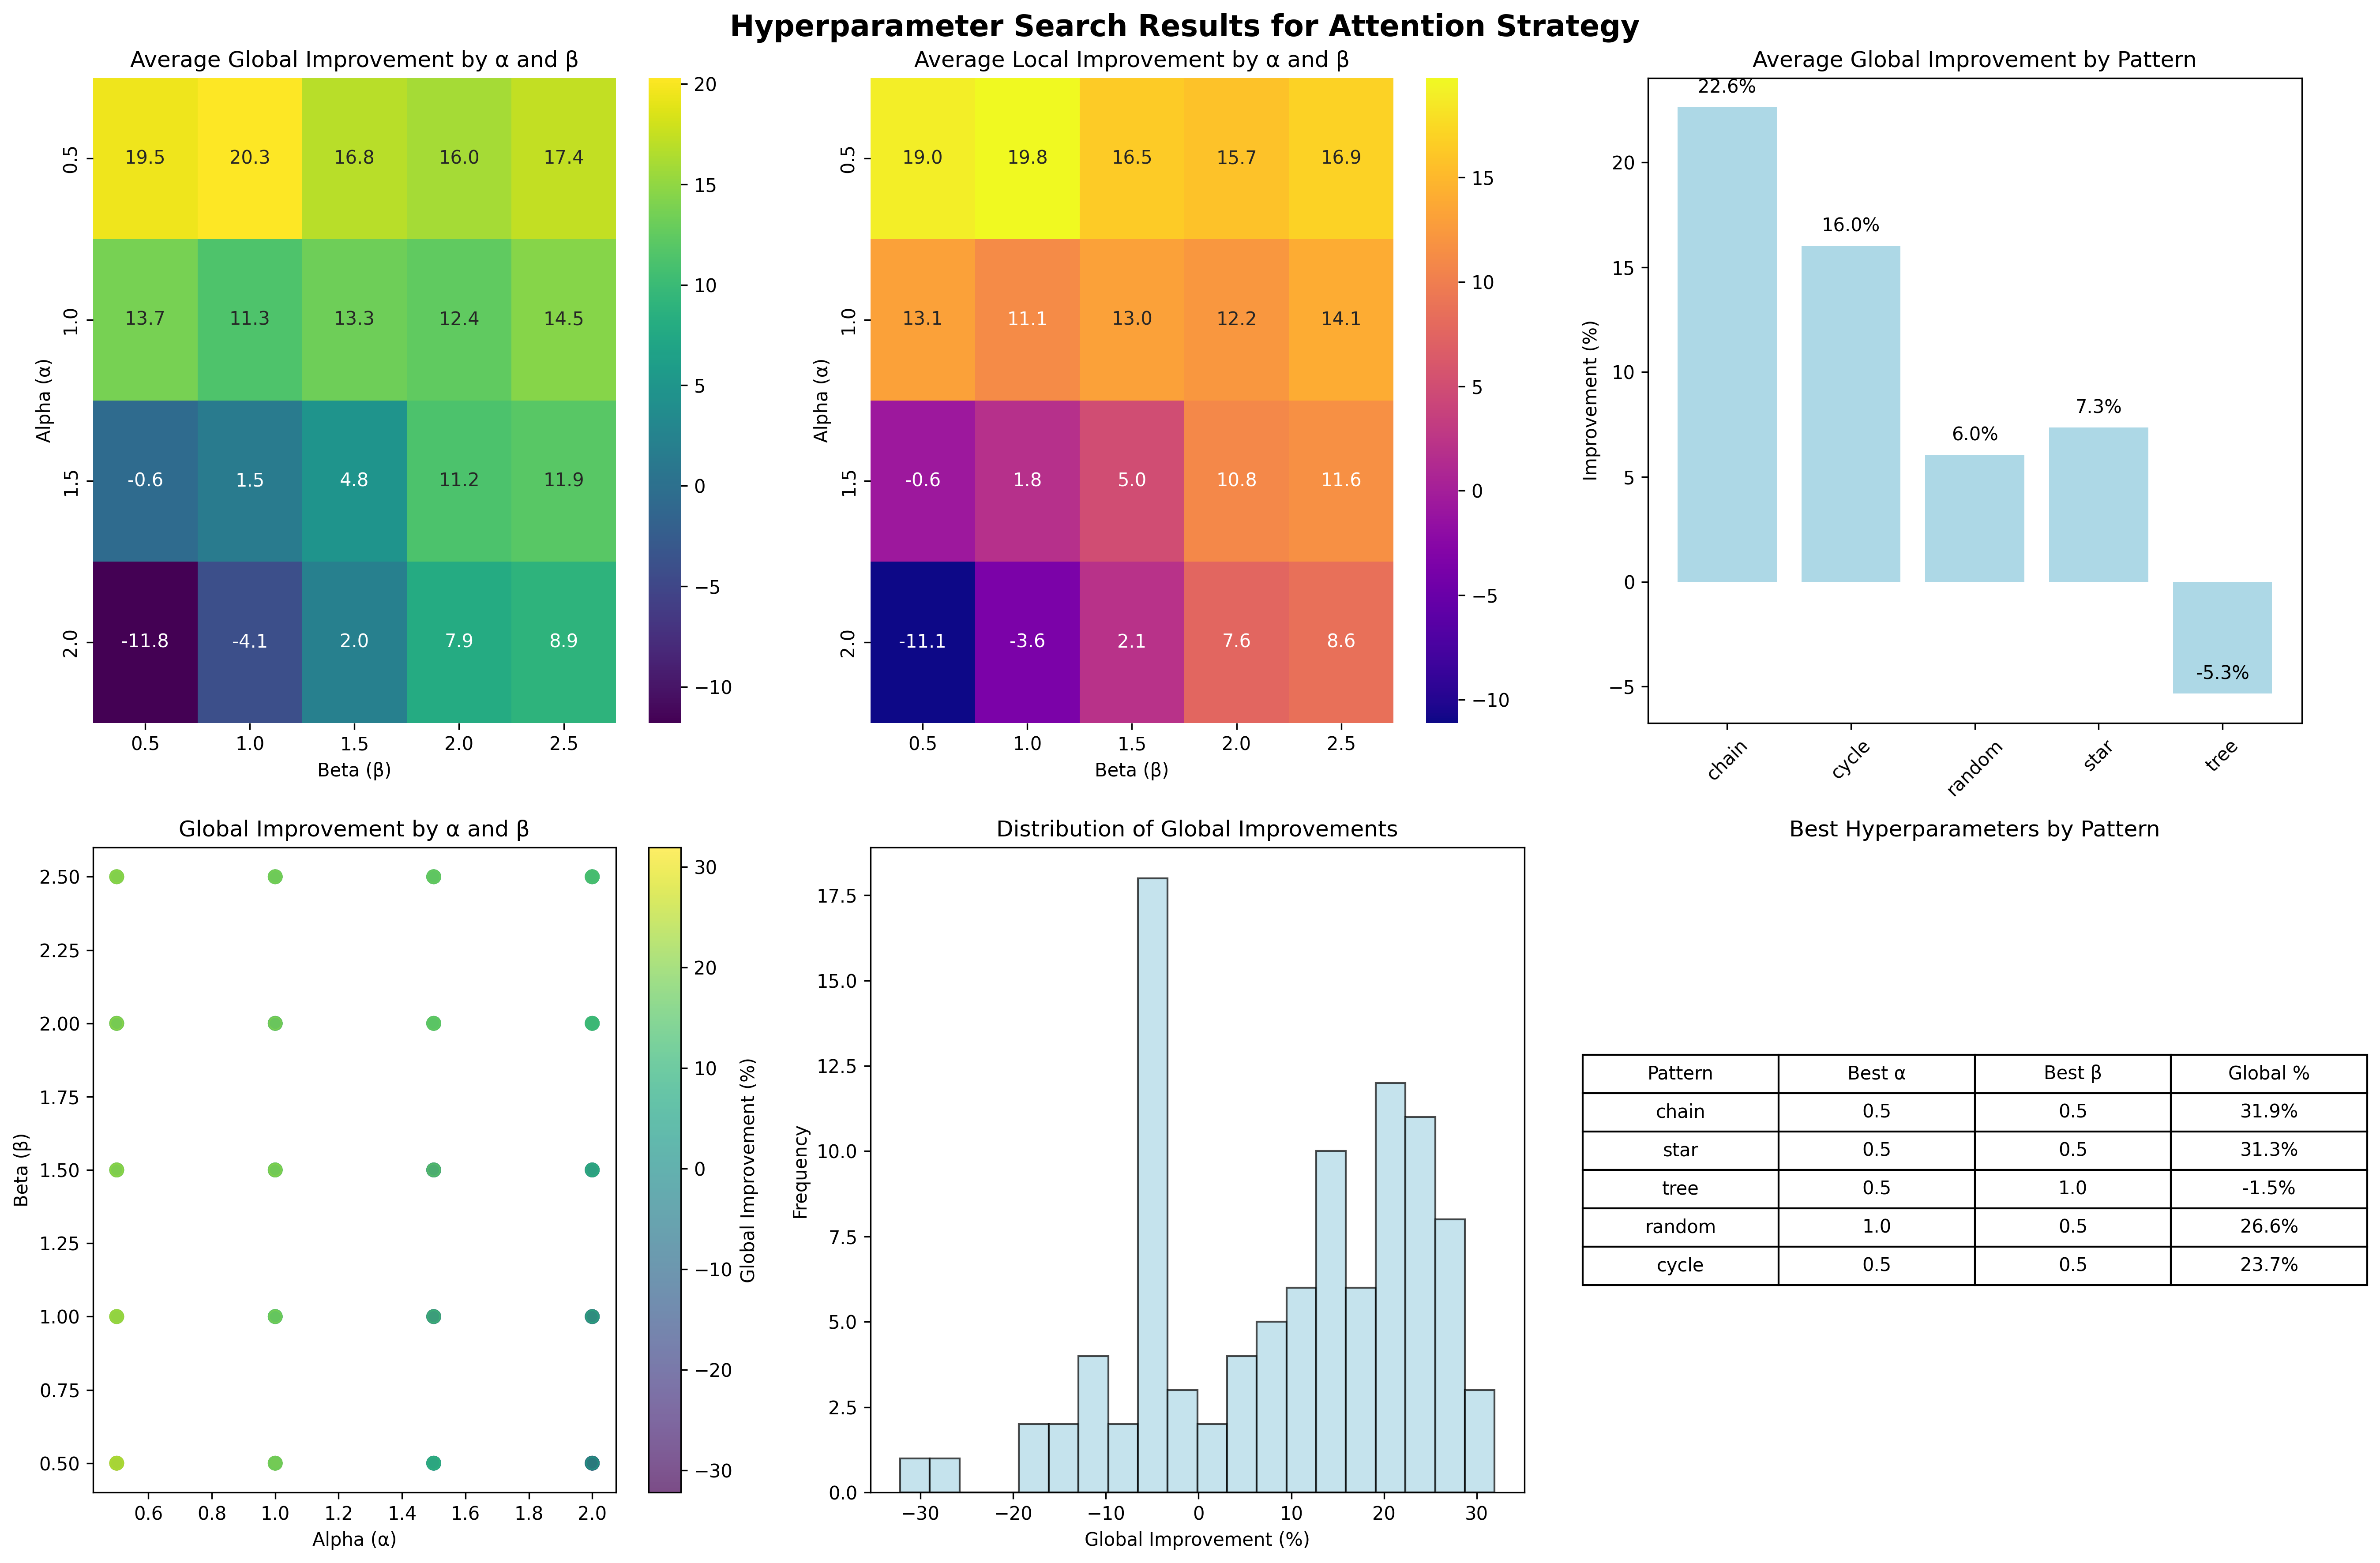 Hyperparameter Search Results for Attention Strategy
Average Global Improvement by α and β
19.5 20.3 16.8 16.0 17.4
13.7 11.3 13.3 12.4 14.5
-0.6 1.5 4.8 11.2 11.9
-11.8 -4.1 2.0 7.9 8.9
0.5
1.0
1.5
2.0
Alpha (α)
0.5 1.0 1.5 2.0 2.5
Beta (β)
20
15
10
5
0
−5
−10
Average Local Improvement by α and β
19.0 19.8 16.5 15.7 16.9
13.1 11.1 13.0 12.2 14.1
-0.6 1.8 5.0 10.8 11.6
-11.1 -3.6 2.1 7.6 8.6
0.5
1.0
1.5
2.0
Alpha (α)
0.5 1.0 1.5 2.0 2.5
Beta (β)
15
10
5
0
−5
−10
Average Global Improvement by Pattern
22.6%
16.0%
6.0%
7.3%
-5.3%
20
15
10
5
0
−5
Improvement (%)
chain cycle random star tree
Global Improvement by α and β
2.50
2.25
2.00
1.75
1.50
1.25
1.00
0.75
0.50
Beta (β)
0.6 0.8 1.0 1.2 1.4 1.6 1.8 2.0
Alpha (α)
30
20
10
0
−10
−20
−30
Global Improvement (%)
Distribution of Global Improvements
17.5
15.0
12.5
10.0
7.5
5.0
2.5
0.0
Frequency
−30 −20 −10 0 10 20 30
Global Improvement (%)
Best Hyperparameters by Pattern
Pattern Best α Best β Global %
chain 0.5 0.5 31.9%
star 0.5 0.5 31.3%
tree 0.5 1.0 -1.5%
random 1.0 0.5 26.6%
cycle 0.5 0.5 23.7%